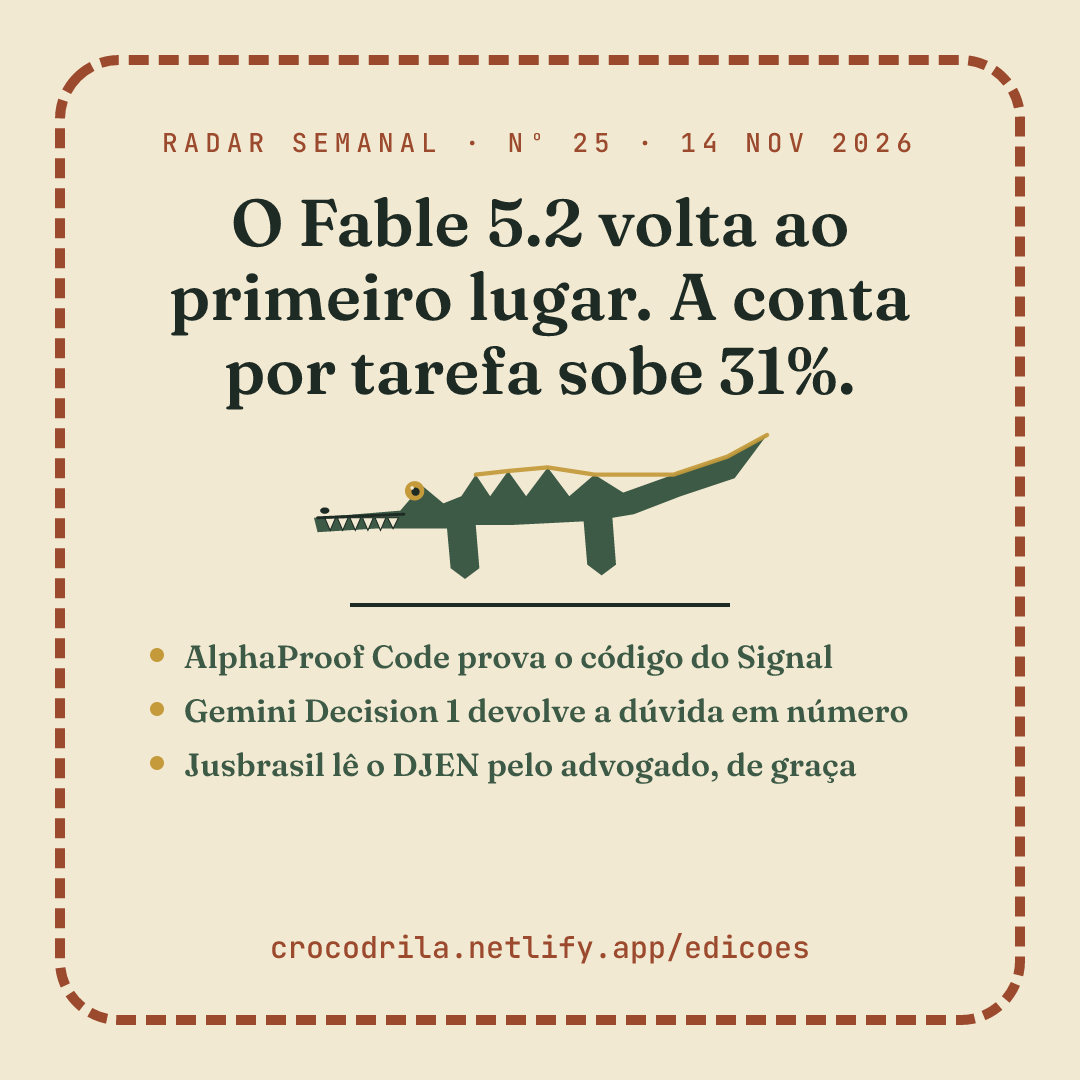 RADAR SEMANAL · Nº 25 · 14 NOV 2026
O Fable 5.2 volta ao
primeiro lugar. A conta
por tarefa sobe 31%.
AlphaProof Code prova o código do Signal
Gemini Decision 1 devolve a dúvida em número
Jusbrasil lê o DJEN pelo advogado, de graça
crocodrila.netlify.app/edicoes